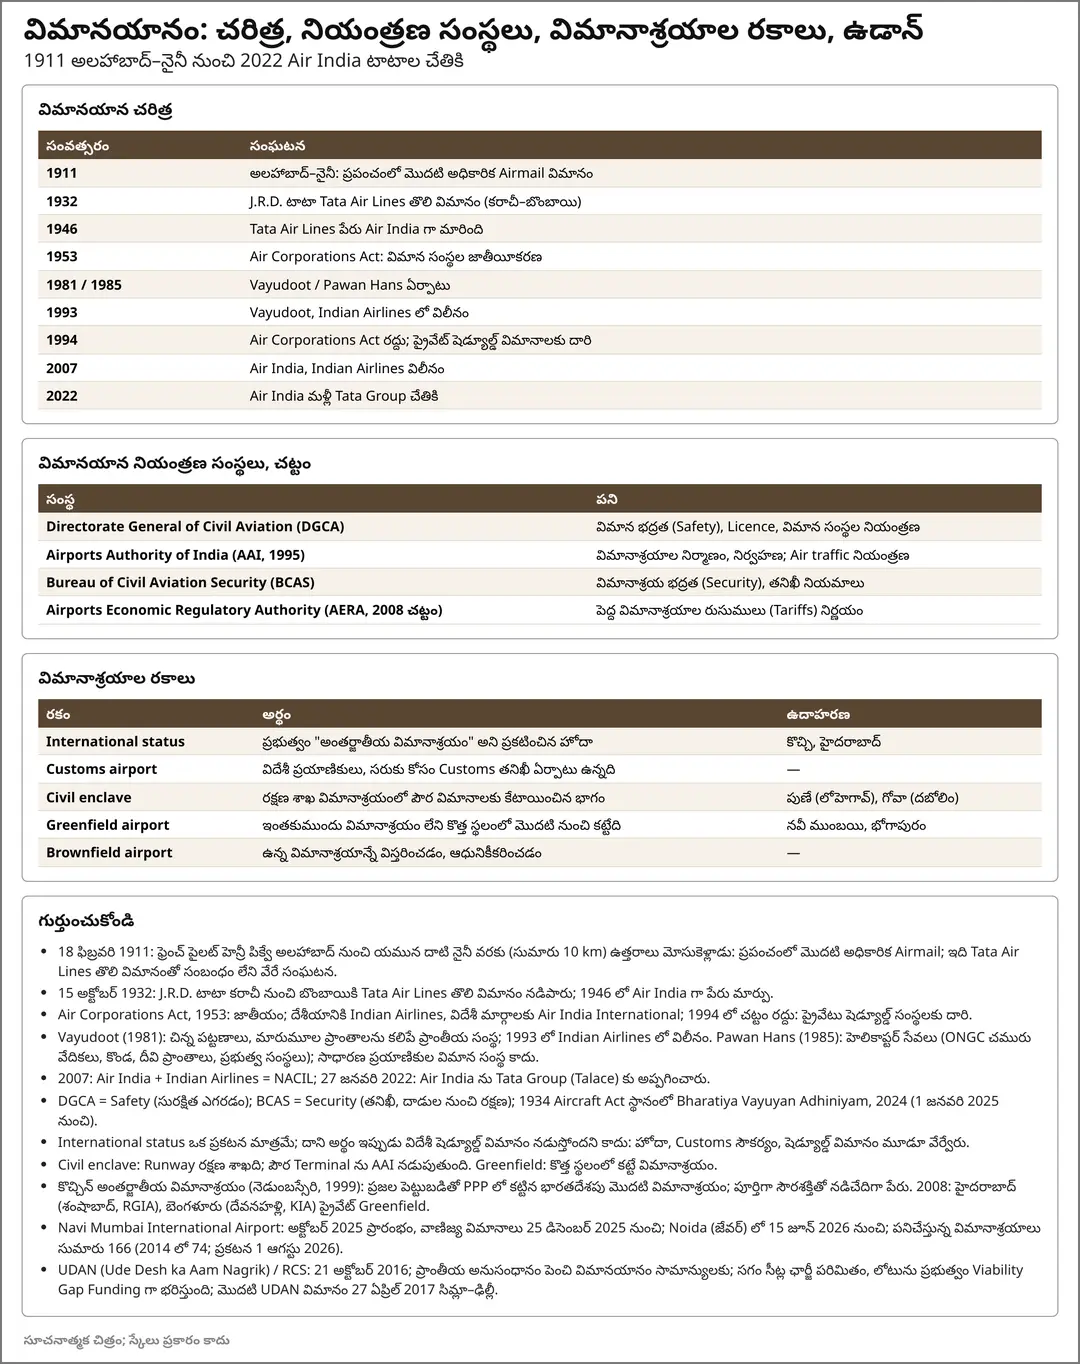 విమానయానం: చరిత్ర, నియంత్రణ సంస్థలు, విమానాశ్రయాల రకాలు, ఉడాన్
1911 అలహాబాద్–నైనీ నుంచి 2022 Air India టాటాల చేతికి
విమానయాన చరిత్ర
సంవత్సరం సంఘటన
1911 అలహాబాద్–నైనీ: ప్రపంచంలో మొదటి అధికారిక Airmail విమానం
1932 J.R.D. టాటా Tata Air Lines తొలి విమానం (కరాచీ–బొంబాయి)
1946 Tata Air Lines పేరు Air India గా మారింది
1953 Air Corporations Act: విమాన సంస్థల జాతీయీకరణ
1981 / 1985 Vayudoot / Pawan Hans ఏర్పాటు
1993 Vayudoot, Indian Airlines లో విలీనం
1994 Air Corporations Act రద్దు; ప్రైవేట్ షెడ్యూల్డ్ విమానాలకు దారి
2007 Air India, Indian Airlines విలీనం
2022 Air India మళ్లీ Tata Group చేతికి
విమానయాన నియంత్రణ సంస్థలు, చట్టం
సంస్థ పని
Directorate General of Civil Aviation (DGCA) విమాన భద్రత (Safety), Licence, విమాన సంస్థల నియంత్రణ
Airports Authority of India (AAI, 1995) విమానాశ్రయాల నిర్మాణం, నిర్వహణ; Air traffic నియంత్రణ
Bureau of Civil Aviation Security (BCAS) విమానాశ్రయ భద్రత (Security), తనిఖీ నియమాలు
Airports Economic Regulatory Authority (AERA, 2008 చట్టం) పెద్ద విమానాశ్రయాల రుసుములు (Tariffs) నిర్ణయం
విమానాశ్రయాల రకాలు
రకం అర్థం ఉదాహరణ
International status ప్రభుత్వం "అంతర్జాతీయ విమానాశ్రయం" అని ప్రకటించిన హోదా కొచ్చి, హైదరాబాద్
Customs airport విదేశీ ప్రయాణికులు, సరుకు కోసం Customs తనిఖీ ఏర్పాటు ఉన్నది —
Civil enclave రక్షణ శాఖ విమానాశ్రయంలో పౌర విమానాలకు కేటాయించిన భాగం పుణే (లోహెగావ్), గోవా (దబోలిం)
Greenfield airport ఇంతకుముందు విమానాశ్రయం లేని కొత్త స్థలంలో మొదటి నుంచి కట్టేది నవీ ముంబయి, భోగాపురం
Brownfield airport ఉన్న విమానాశ్రయాన్నే విస్తరించడం, ఆధునికీకరించడం —
గుర్తుంచుకోండి
• 18 ఫిబ్రవరి 1911: ఫ్రెంచ్ పైలట్ హెన్రీ పిక్వే అలహాబాద్ నుంచి యమున దాటి నైనీ వరకు (సుమారు 10 km) ఉత్తరాలు మోసుకెళ్లాడు: ప్రపంచంలో మొదటి అధికారిక Airmail; ఇది Tata Air
Lines తొలి విమానంతో సంబంధం లేని వేరే సంఘటన.
• 15 అక్టోబర్ 1932: J.R.D. టాటా కరాచీ నుంచి బొంబాయికి Tata Air Lines తొలి విమానం నడిపారు; 1946 లో Air India గా పేరు మార్పు.
• Air Corporations Act, 1953: జాతీయం; దేశీయానికి Indian Airlines, విదేశీ మార్గాలకు Air India International; 1994 లో చట్టం రద్దు: ప్రైవేటు షెడ్యూల్డ్ సంస్థలకు దారి.
• Vayudoot (1981): చిన్న పట్టణాలు, మారుమూల ప్రాంతాలను కలిపే ప్రాంతీయ సంస్థ; 1993 లో Indian Airlines లో విలీనం. Pawan Hans (1985): హెలికాప్టర్ సేవలు (ONGC చమురు
వేదికలు, కొండ, దీవి ప్రాంతాలు, ప్రభుత్వ సంస్థలు); సాధారణ ప్రయాణికుల విమాన సంస్థ కాదు.
• 2007: Air India + Indian Airlines = NACIL; 27 జనవరి 2022: Air India ను Tata Group (Talace) కు అప్పగించారు.
• DGCA = Safety (సురక్షిత ఎగరడం); BCAS = Security (తనిఖీ, దాడుల నుంచి రక్షణ); 1934 Aircraft Act స్థానంలో Bharatiya Vayuyan Adhiniyam, 2024 (1 జనవరి 2025
నుంచి).
• International status ఒక ప్రకటన మాత్రమే; దాని అర్థం ఇప్పుడు విదేశీ షెడ్యూల్డ్ విమానం నడుస్తోందని కాదు: హోదా, Customs సౌకర్యం, షెడ్యూల్డ్ విమానం మూడూ వేర్వేరు.
• Civil enclave: Runway రక్షణ శాఖది; పౌర Terminal ను AAI నడుపుతుంది. Greenfield: కొత్త స్థలంలో కట్టే విమానాశ్రయం.
• కొచ్చిన్ అంతర్జాతీయ విమానాశ్రయం (నెడుంబస్సేరి, 1999): ప్రజల పెట్టుబడితో PPP లో కట్టిన భారతదేశపు మొదటి విమానాశ్రయం; పూర్తిగా సౌరశక్తితో నడిచేదిగా పేరు. 2008: హైదరాబాద్
(శంషాబాద్, RGIA), బెంగళూరు (దేవనహళ్లి, KIA) ప్రైవేట్ Greenfield.
• Navi Mumbai International Airport: అక్టోబర్ 2025 ప్రారంభం, వాణిజ్య విమానాలు 25 డిసెంబర్ 2025 నుంచి; Noida (జేవర్) లో 15 జూన్ 2026 నుంచి; పనిచేస్తున్న విమానాశ్రయాలు
సుమారు 166 (2014 లో 74; ప్రకటన 1 ఆగస్టు 2026).
• UDAN (Ude Desh ka Aam Nagrik) / RCS: 21 అక్టోబర్ 2016; ప్రాంతీయ అనుసంధానం పెంచి విమానయానం సామాన్యులకు; సగం సీట్ల ఛార్జీ పరిమితం, లోటును ప్రభుత్వం Viability
Gap Funding గా భరిస్తుంది; మొదటి UDAN విమానం 27 ఏప్రిల్ 2017 సిమ్లా–ఢిల్లీ.
సూచనాత్మక చిత్రం; స్కేలు ప్రకారం కాదు